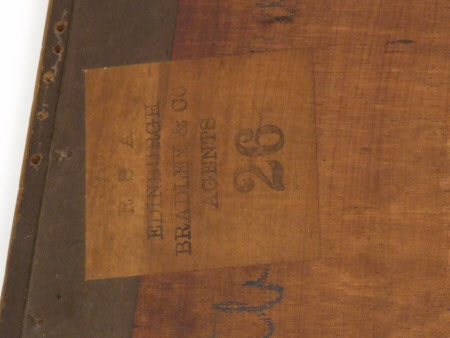 R S A
EDINBURGH
BRADLEY & CO
AGENTS
26